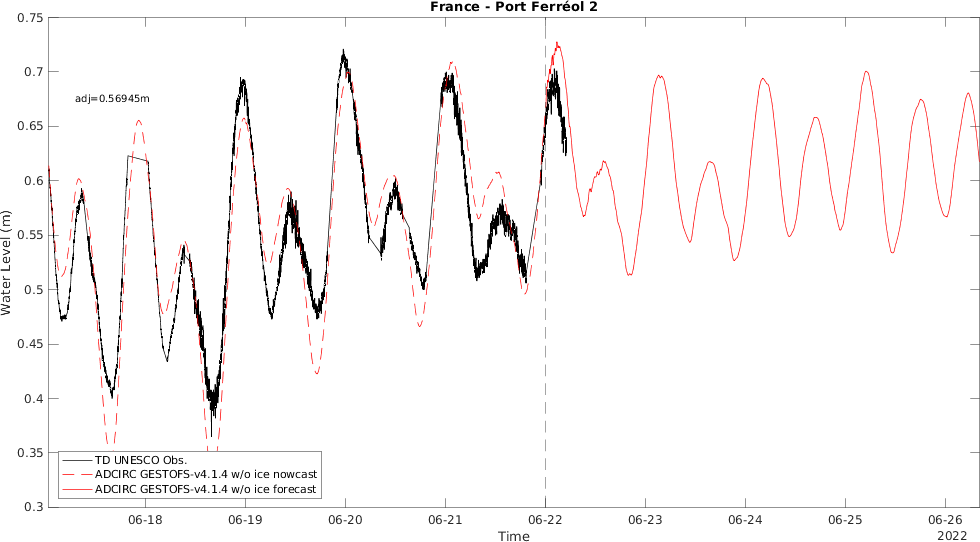 France - Port Ferréol 2
0.75
0.7
0.65
0.6
0.55
0.5
0.45
0.4
0.35
0.3
Water Level (m)
adj=0.56945m
TD UNESCO Obs.
ADCIRC GESTOFS-v4.1.4 w/o ice nowcast
ADCIRC GESTOFS-v4.1.4 w/o ice forecast
06-18 06-19 06-20 06-21 06-22 06-23 06-24 06-25 06-26
2022
Time